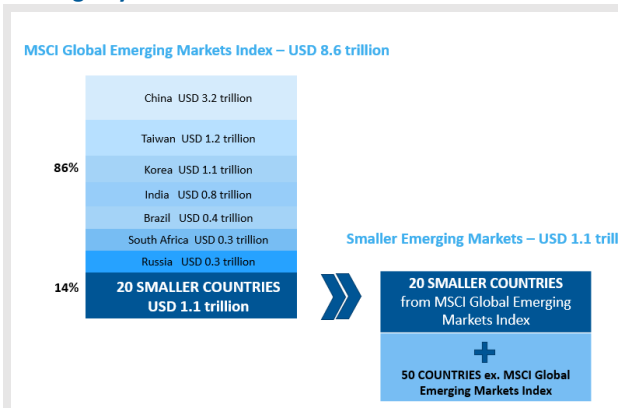 MSCI Global Emerging Markets Index – USD 8.6 trillion
China USD 3.2 trillion
Taiwan USD 1.2 trillion
86%
Korea USD 1.1 trillion
India USD 0.8 trillion
Brazil USD 0.4 trillion
South Africa USD 0.3 trillion
Russia USD 0.3 trillion
14%
20 SMALLER COUNTRIES
USD 1.1 trillion
Smaller Emerging Markets – USD 1.1 trill
20 SMALLER COUNTRIES
from MSCI Global Emerging
Markets Index
+
50 COUNTRIES ex. MSCI Global
Emerging Markets Index